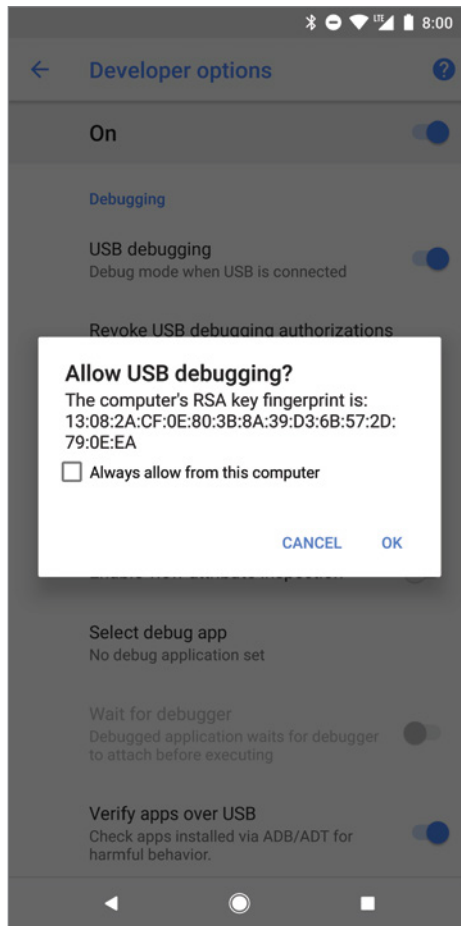 LTE 8:00
Developer options
On
Debugging
USB debugging
Debug mode when USB is connected
Revoke USB debugging authorizations
Allow USB debugging?
The computer's RSA key fingerprint is:
13:08:2A:CF:0E:80:3B:8A:39:D3:6B:57:2D:
79:0E:EA
Always allow from this computer
CANCEL OK
Select debug app
No debug application set
Wait for debugger
Debugged application waits for debugger
to attach before executing
Verify apps over USB
Check apps installed via ADB/ADT for
harmful behavior.